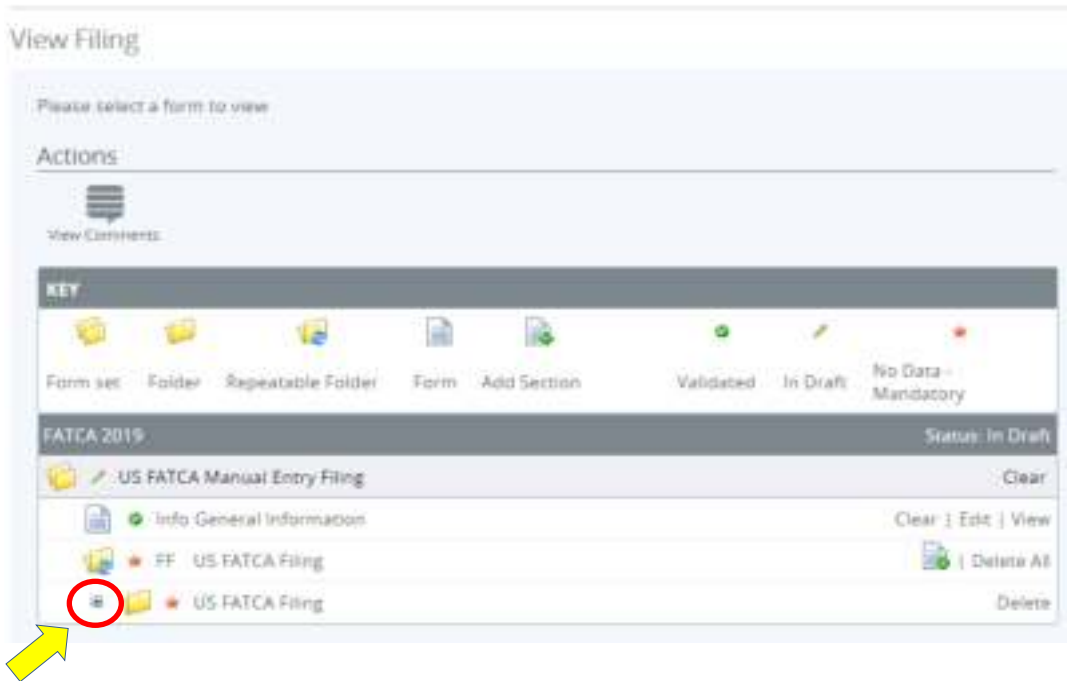 View Filing
Please select a form to view
Actions
View Comments
KEY
Form set Folder Repeatable Folder Form Add Section Validated In Draft No Data - Mandatory
FATCA 2019 Status: In Draft
US FATCA Manual Entry Filing Clear
Info General Information Clear | Edit | View
FF US FATCA Filing | Delete All
US FATCA Filing Delete